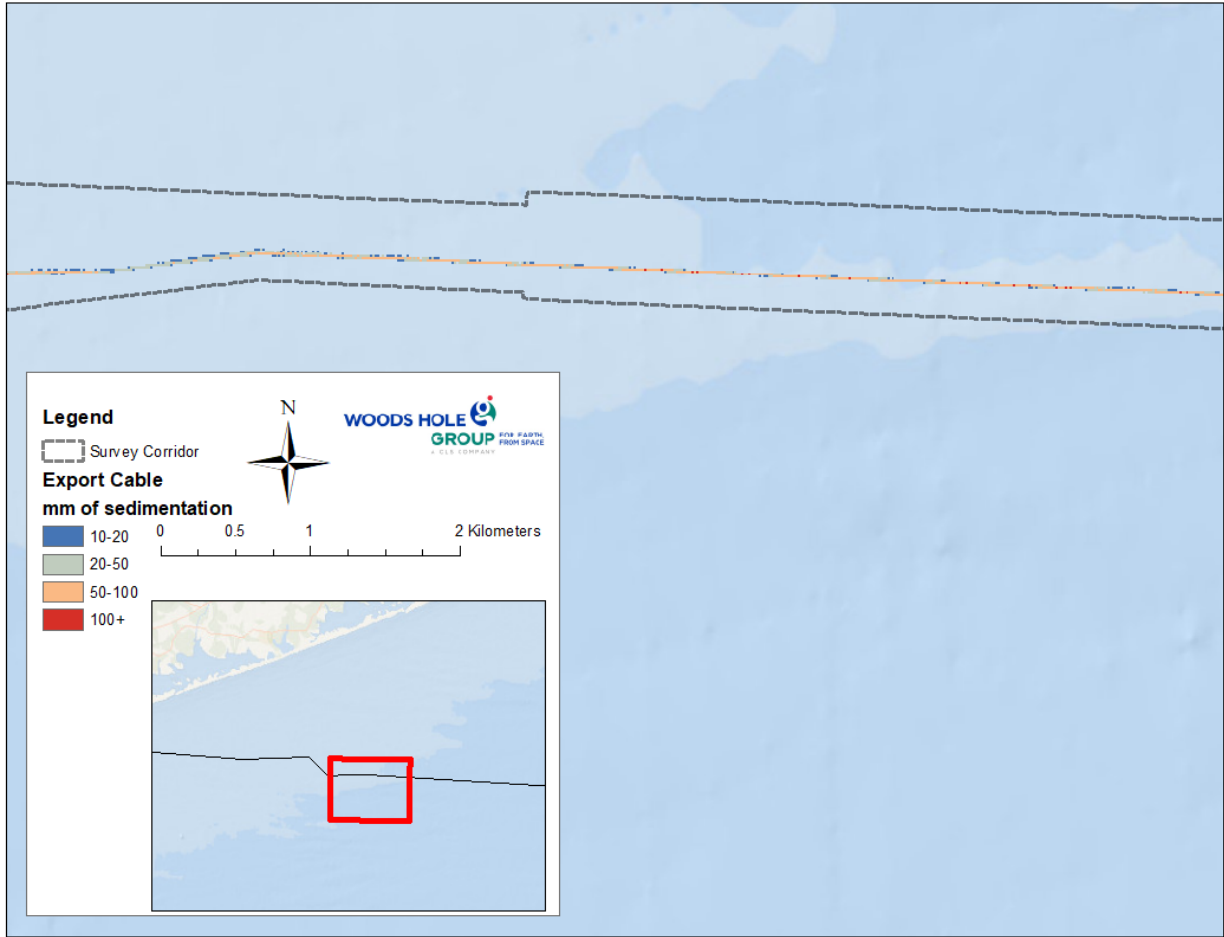 Legend
Survey Corridor
Export Cable
mm of sedimentation
10-20
20-50
50-100
100+
N
WOODS HOLE
GROUP
FOR EARTH,
FROM SPACE
A CLS COMPANY
0 0.5 1 2 Kilometers